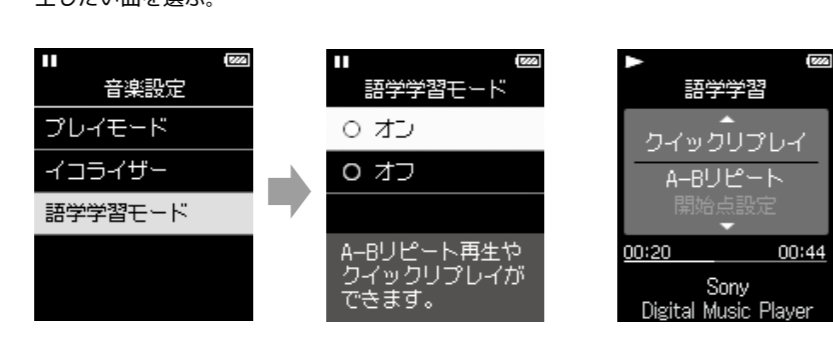 生したい曲を選ぶ。
音楽設定
プレイモード
イコライザー
語学学習モード
語学学習モード
オン
オフ
A-Bリピート再生や
クイックリプレイが
できます。
語学学習
クイックリプレイ
A-Bリピート
開始点設定
00:20 00:44
Sony
Digital Music Player